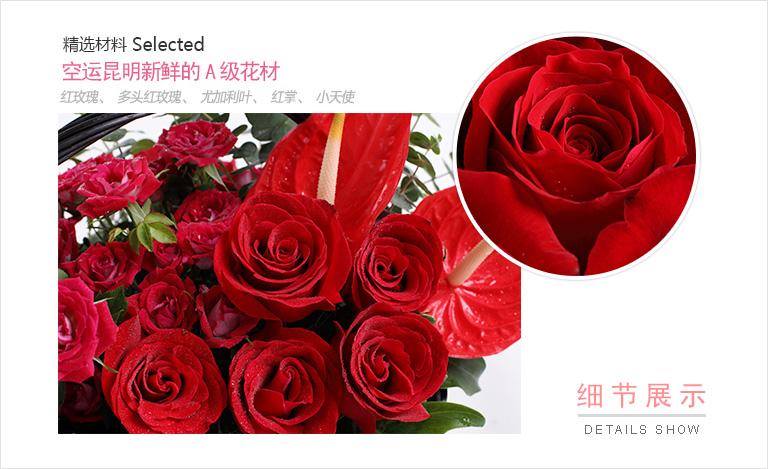 精选材料 Selected
空运昆明新鲜的 A 级花材
红玫瑰、 多头红玫瑰、 尤加利叶、 红掌、 小天使
细节展示
DETAILS SHOW